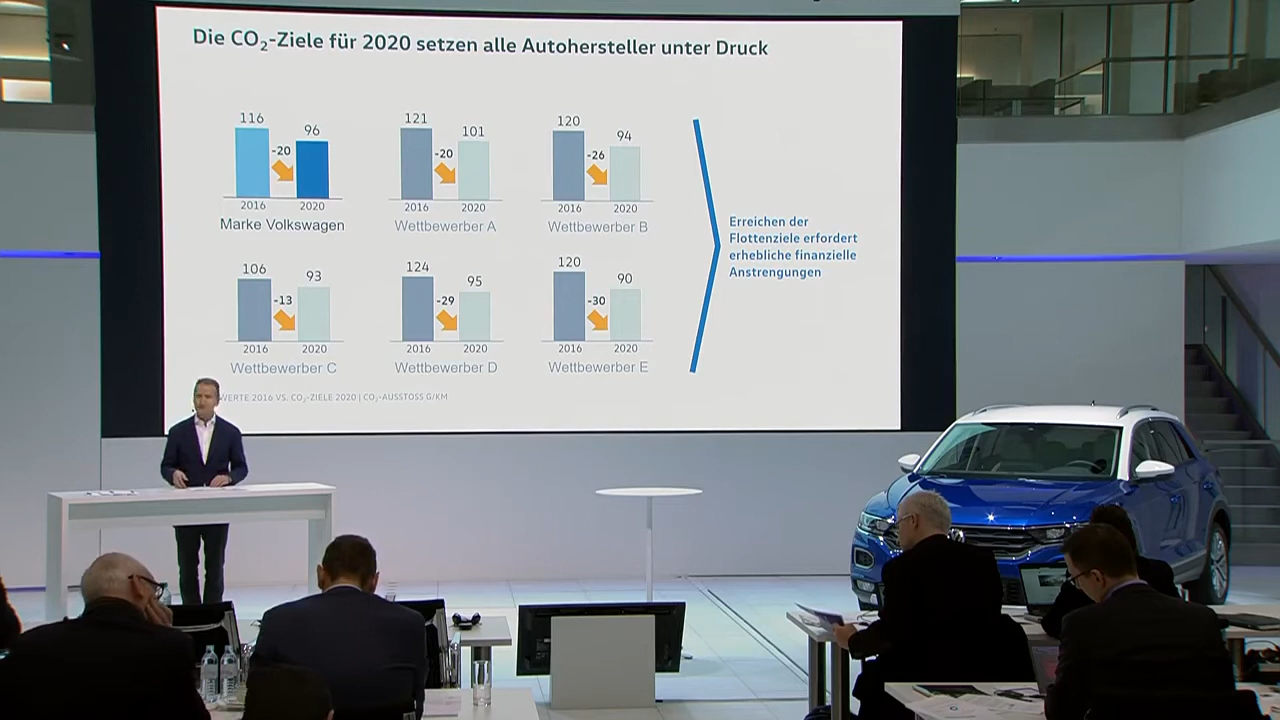 Die CO₂-Ziele für 2020 setzen alle Autohersteller unter Druck
116
96
-20
2016 2020
Marke Volkswagen
121
101
-20
2016 2020
Wettbewerber A
120
94
-26
2016 2020
Wettbewerber B
106
93
-13
2016 2020
Wettbewerber C
124
95
-29
2016 2020
Wettbewerber D
120
90
-30
2016 2020
Wettbewerber E
Erreichen der
Flottenziele erfordert
erhebliche finanzielle
Anstrengungen
WERTE 2016 VS. CO₂-ZIELE 2020 | CO₂-AUSSTOSS G/KM